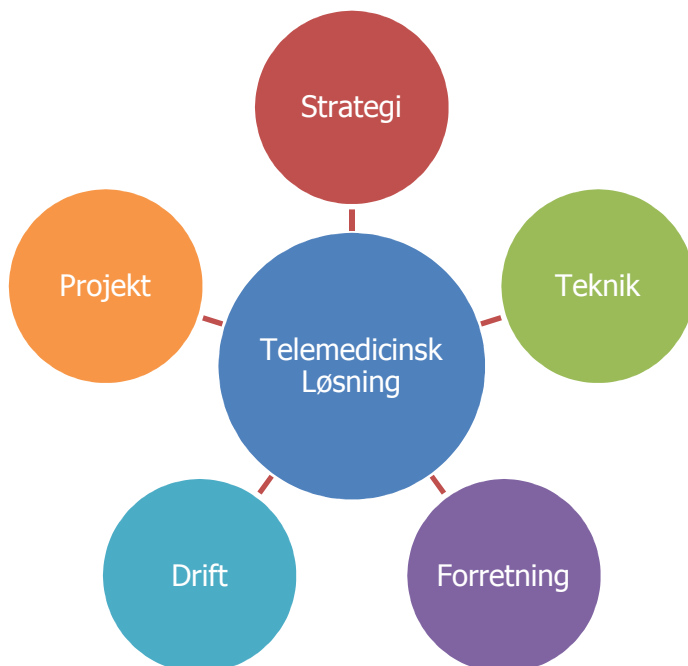 Strategi
Projekt
Teknik
Telemedicinsk
Løsning
Drift
Forretning